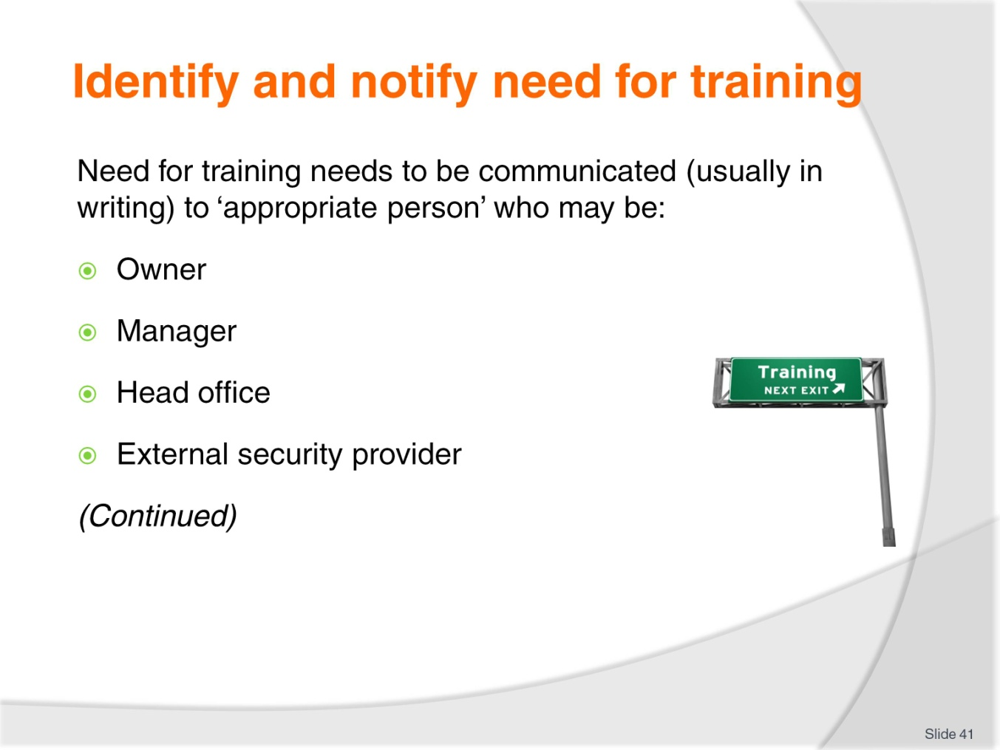 Identify and notify need for training
Need for training needs to be communicated (usually in
writing) to ‘appropriate person’ who may be:
Owner
Manager
Head office
External security provider
(Continued)
Training
NEXT EXIT
Slide 41